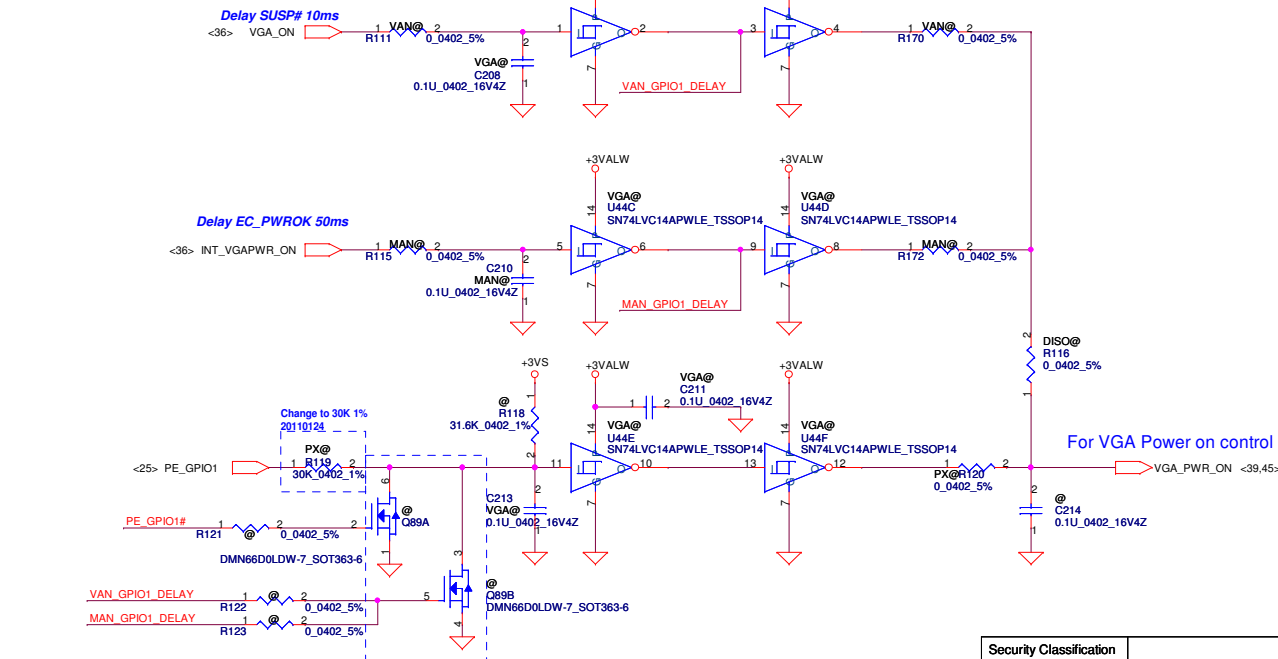 Delay SUSP# 10ms
<36> VGA_ON
1 VAN@ 2
R111 0_0402_5%
2
VGA@
C208
0.1U_0402_16V4Z
1
1
2
7
VAN_GPIO1_DELAY
3
4
7
1 VAN@ 2
R170 0_0402_5%
Delay EC_PWROK 50ms
<36> INT_VGAPWR_ON
1 MAN@ 2
R115 0_0402_5%
2
C210
MAN@
0.1U_0402_16V4Z
1
+3VALW
14
VGA@
U44C
SN74LVC14APWLE_TSSOP14
5
6
7
MAN_GPIO1_DELAY
+3VALW
14
VGA@
U44D
SN74LVC14APWLE_TSSOP14
9
8
7
1 MAN@ 2
R172 0_0402_5%
2
DISO@
R116
0_0402_5%
1
Change to 30K 1%
20110124
<25> PE_GPIO1
PX@
1 R119 2
30K_0402_1%
+3VS
1
@
R118
31.6K_0402_1%
2
+3VALW
VGA@
C211
1 2 0.1U_0402_16V4Z
14
VGA@
U44E
SN74LVC14APWLE_TSSOP14
11
10
7
+3VALW
14
VGA@
U44F
SN74LVC14APWLE_TSSOP14
13
12
7
1 2
PX@ R120
0_0402_5%
For VGA Power on control
VGA_PWR_ON <39,45>
2
@
C214
0.1U_0402_16V4Z
1
C213
2
VGA@
0.1U_0402_16V4Z
1
PE_GPIO1#
1 2
R121 @ 0_0402_5%
2
6
@
Q89A
1
DMN66D0LDW-7_SOT363-6
VAN_GPIO1_DELAY
1 @ 2
R122 0_0402_5%
MAN_GPIO1_DELAY
1 @ 2
R123 0_0402_5%
5
3
@
Q89B
DMN66D0LDW-7_SOT363-6
4
Security Classification